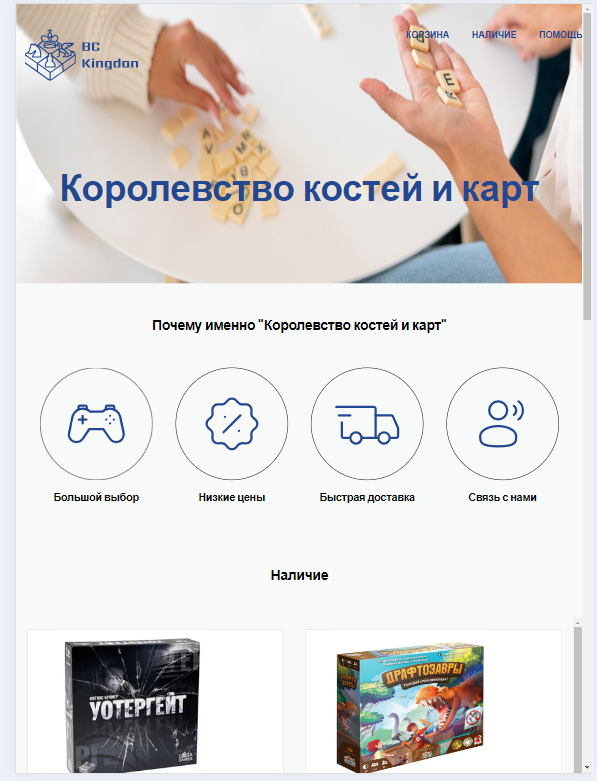 BC
Kingdon
КОРЗИНА
НАЛИЧИЕ
ПОМОЩЬ
Королевство костей и карт
Почему именно "Королевство костей и карт"
Большой выбор
Низкие цены
Быстрая доставка
Связь с нами
Наличие
УОТЕРГЕЙТ
ДРАФТОЗАВРЫ